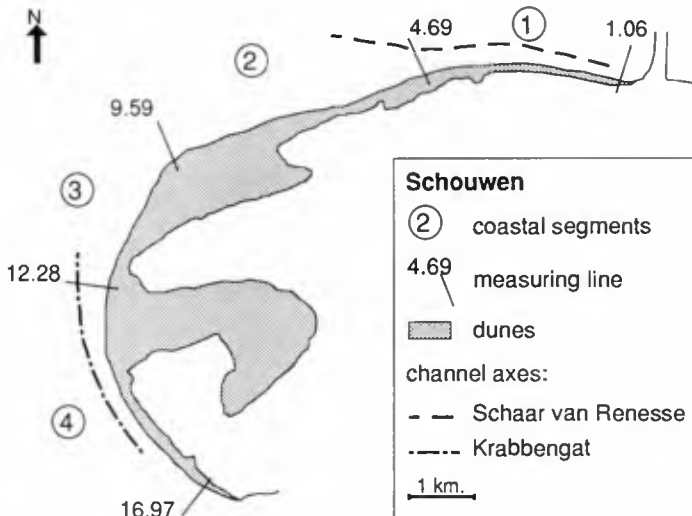 N
1
4.69
1.06
2
9.59
3
12.28
4
16.97
Schouwen
2 coastal segments
4.69 measuring line
dunes
channel axes:
Schaar van Renesse
Krabbengat
1 km.